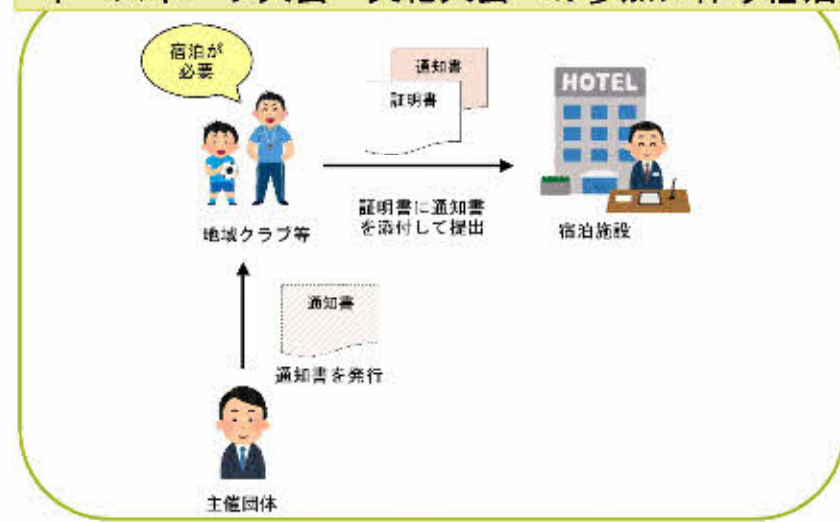 宿泊が
必要
通知書
証明書
HOTEL
証明書に通知書
を添付して提出
地域クラブ等
宿泊施設
通知書
通知書を発行
主催団体